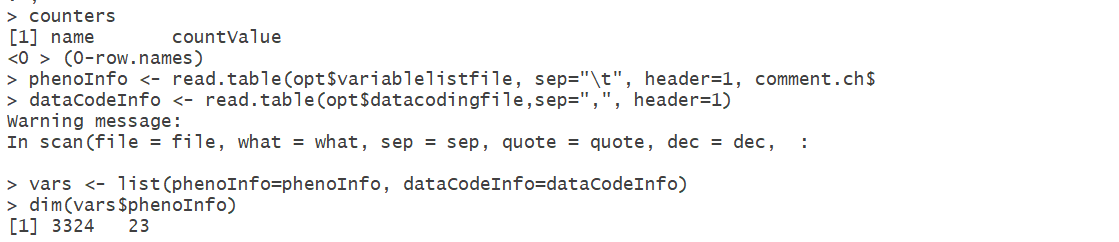 > counters
[1] name       countValue
<0 > (0-row.names)
> phenoInfo <- read.table(opt$variablelistfile, sep="\t", header=1, comment.ch$
> dataCodeInfo <- read.table(opt$datacodingfile,sep=",", header=1)
Warning message:
In scan(file = file, what = what, sep = sep, quote = quote, dec = dec,  :
> vars <- list(phenoInfo=phenoInfo, dataCodeInfo=dataCodeInfo)
> dim(vars$phenoInfo)
[1] 3324   23